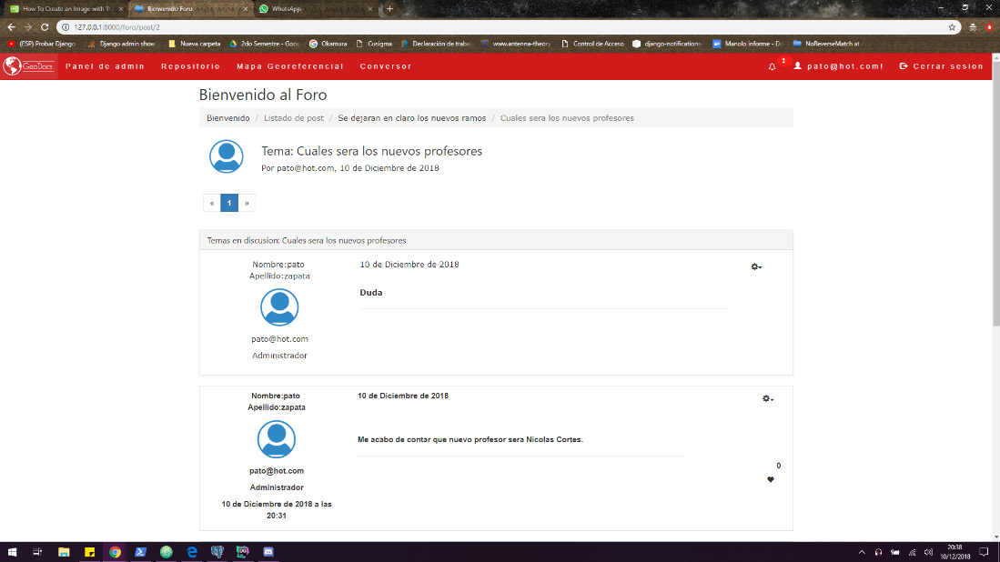 How To Create an Image with Tr
Bienvenido Foro
WhatsApp
127.0.0.1:8000/foro/post/2
(ESP) Probar Django
Django admin show
Nueva carpeta
2do Semestre - Goo
Okamura
Cusigma
Declaración de traba
www.antenna-theory
Control de Acceso
django-notifications
Manolo informe - Do
NoReverseMatch at
GeoDocs
Panel de admin
Repositorio
Mapa Georeferencial
Conversor
pato@hot.com!
Cerrar sesion
Bienvenido al Foro
Bienvenido / Listado de post / Se dejaran en claro los nuevos ramos / Cuales sera los nuevos profesores
Tema: Cuales sera los nuevos profesores
Por pato@hot.com, 10 de Diciembre de 2018
« 1 »
Temas en discusion: Cuales sera los nuevos profesores
Nombre:pato
Apellido:zapata
pato@hot.com
Administrador
10 de Diciembre de 2018
Duda
Nombre:pato
Apellido:zapata
pato@hot.com
Administrador
10 de Diciembre de 2018 a las
20:31
10 de Diciembre de 2018
Me acabo de contar que nuevo profesor sera Nicolas Cortes.
0
20:38
10/12/2018